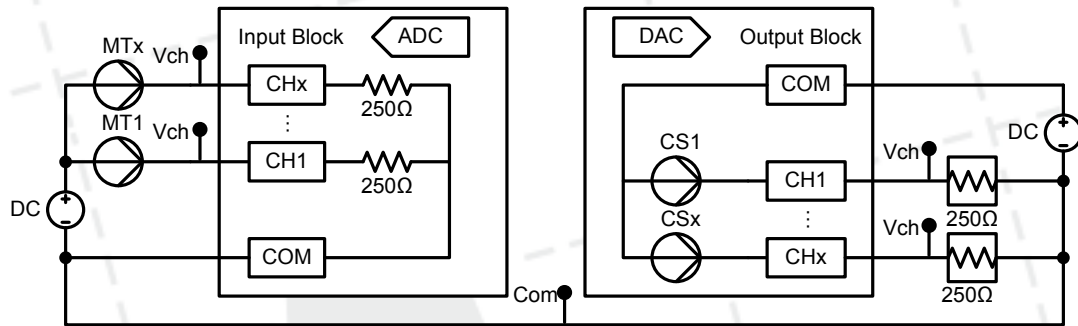 Input Block
ADC
MTx
Vch
CHx
250Ω
⋮
MT1
Vch
CH1
250Ω
DC
+
−
COM
Com
DAC
Output Block
COM
DC
+
−
CS1
CH1
Vch
250Ω
⋮
CSx
CHx
Vch
250Ω